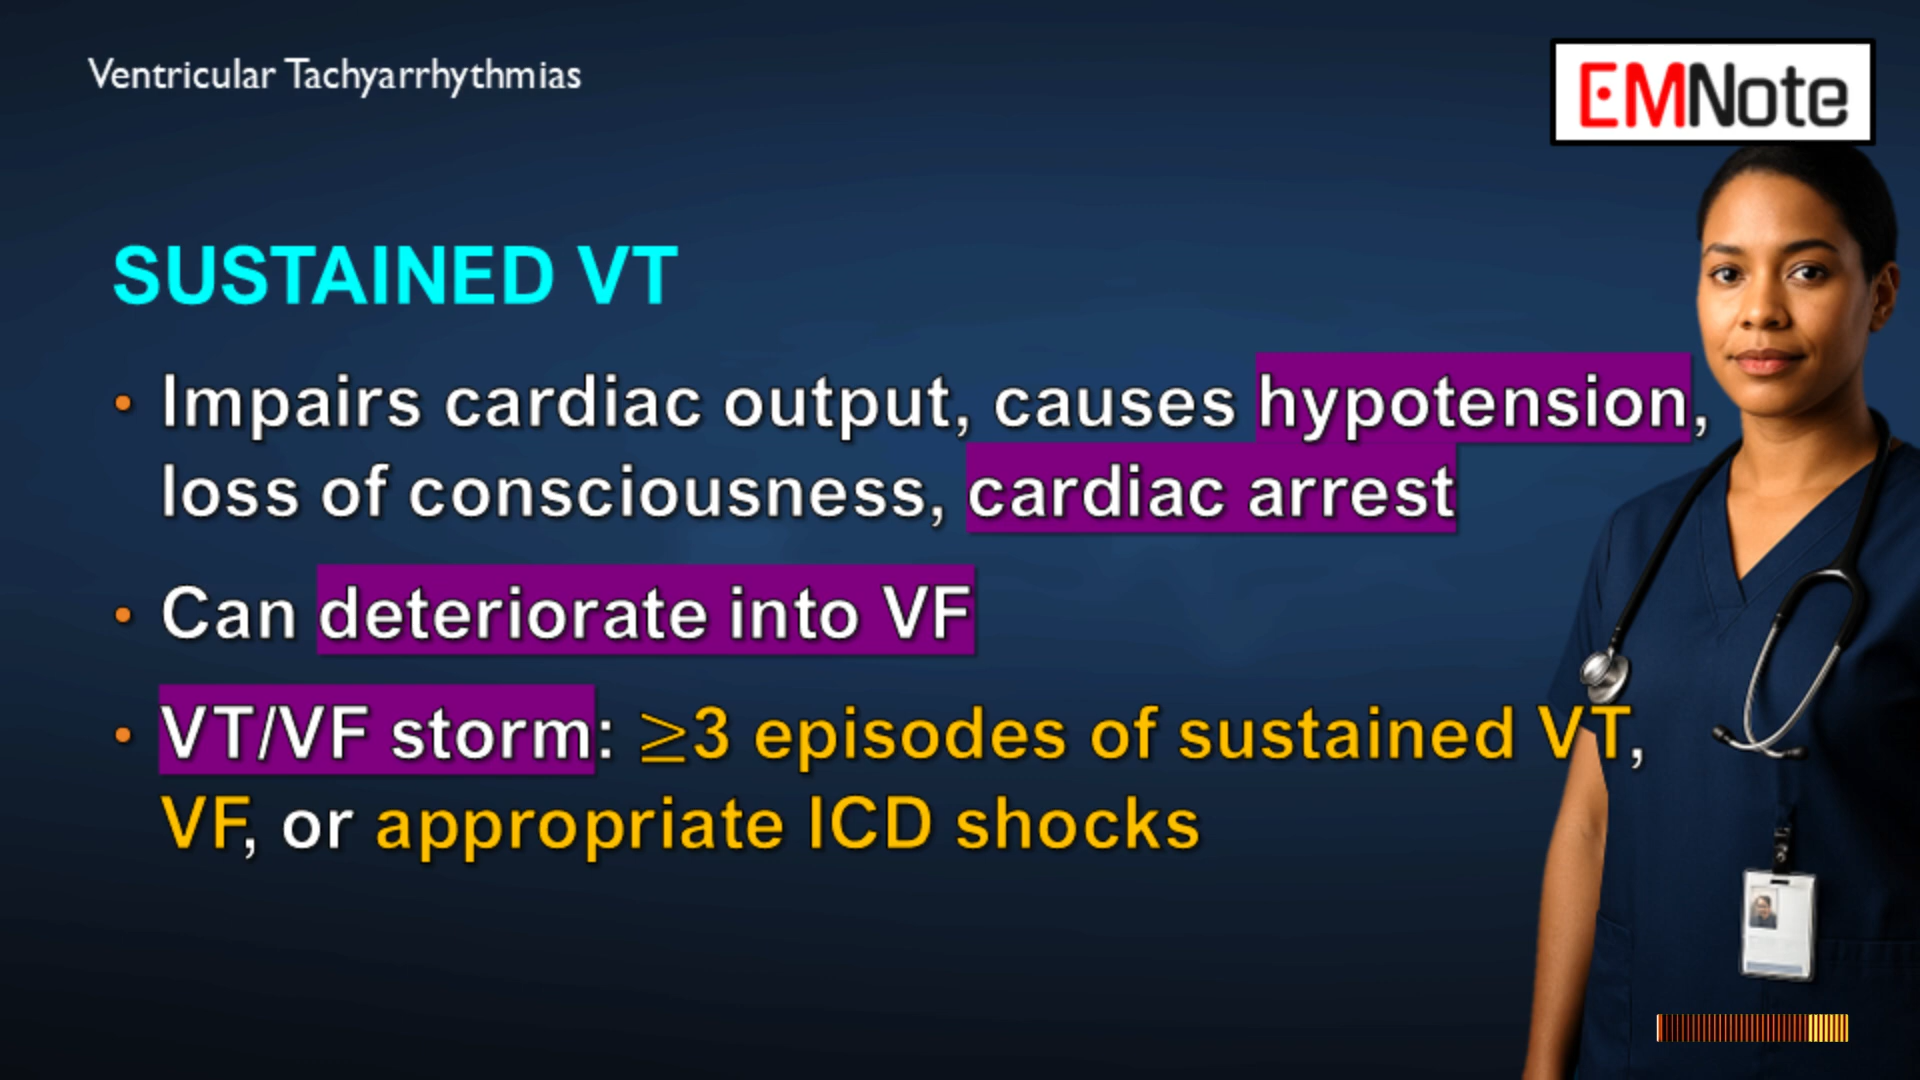 Ventricular Tachyarrhythmias
EMNote
SUSTAINED VT
• Impairs cardiac output, causes hypotension,
loss of consciousness, cardiac arrest
• Can deteriorate into VF
• VT/VF storm: ≥3 episodes of sustained VT,
VF, or appropriate ICD shocks